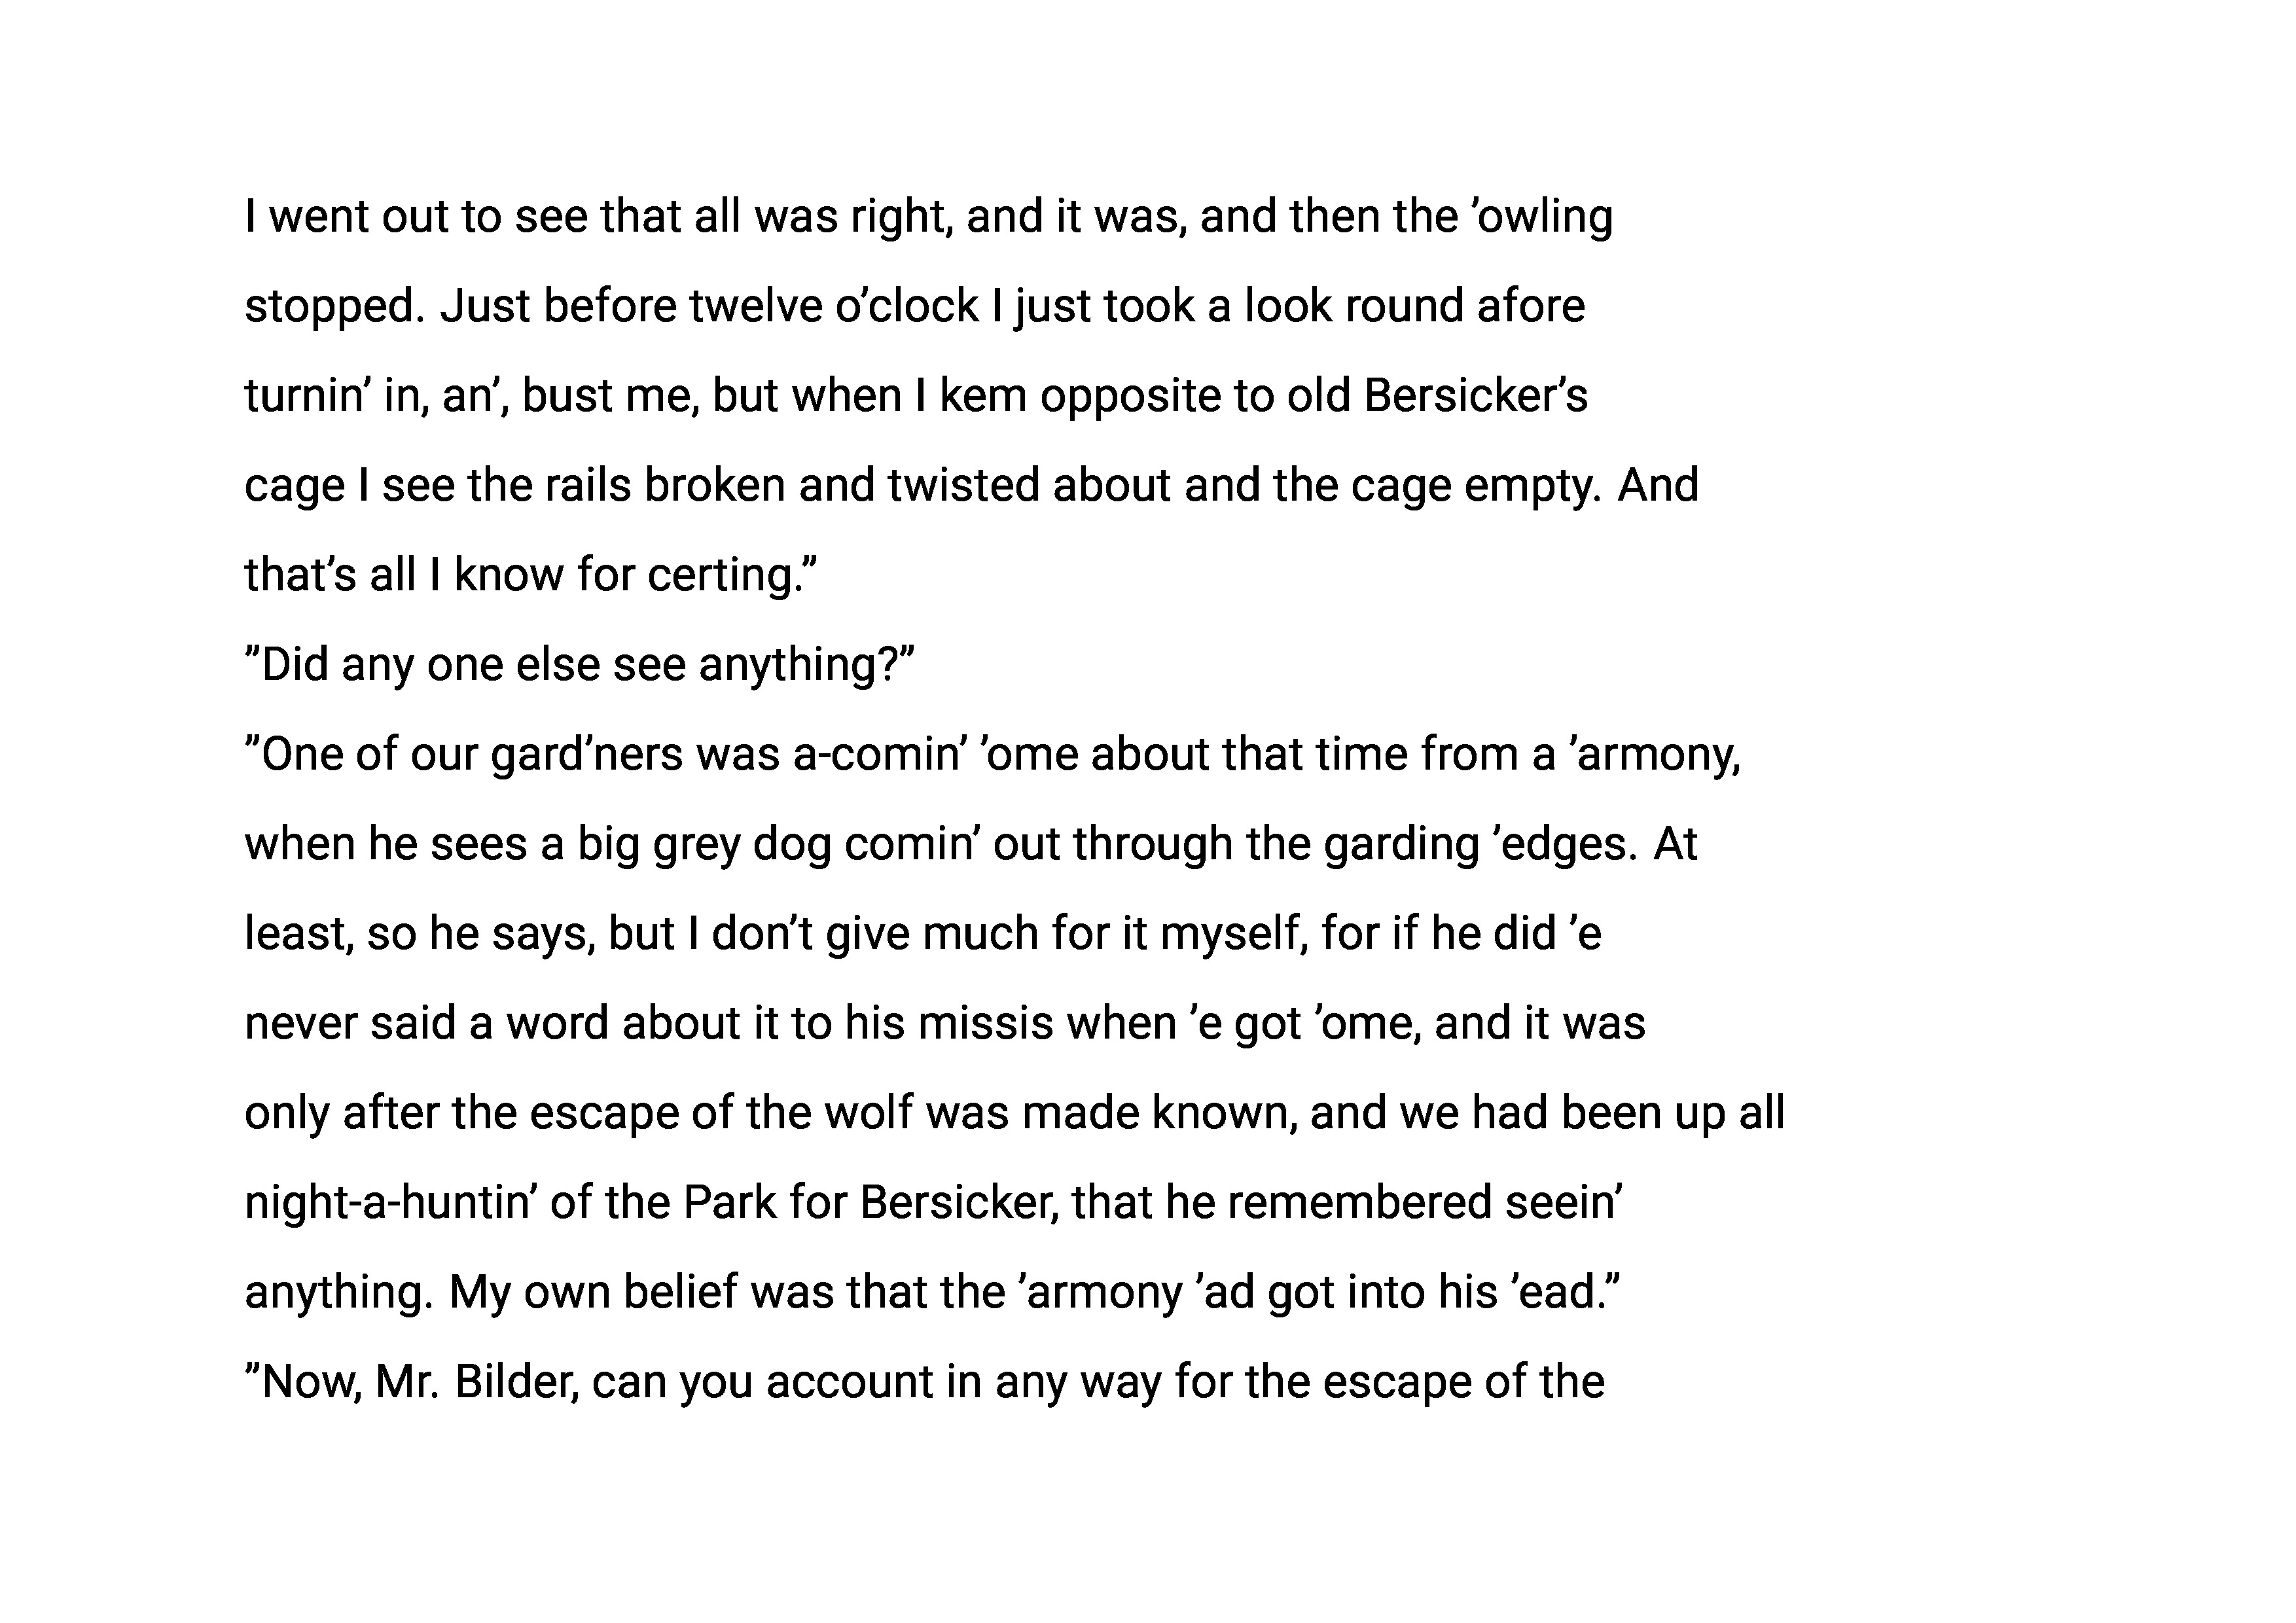 I went out to see that all was right, and it was, and then the ’owling
stopped. Just before twelve o’clock I just took a look round afore
turnin’ in, an’, bust me, but when I kem opposite to old Bersicker’s
cage I see the rails broken and twisted about and the cage empty. And
that’s all I know for certing.”
”Did any one else see anything?”
”One of our gard’ners was a-comin’ ’ome about that time from a ’armony,
when he sees a big grey dog comin’ out through the garding ’edges. At
least, so he says, but I don’t give much for it myself, for if he did ’e
never said a word about it to his missis when ’e got ’ome, and it was
only after the escape of the wolf was made known, and we had been up all
night-a-huntin’ of the Park for Bersicker, that he remembered seein’
anything. My own belief was that the ’armony ’ad got into his ’ead.”
”Now, Mr. Bilder, can you account in any way for the escape of the